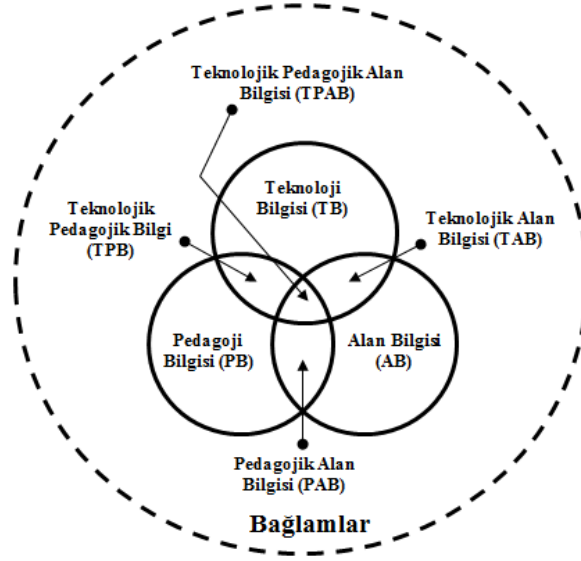 Teknolojik Pedagojik Alan
Bilgisi (TPAB)
Teknoloji
Bilgisi (TB)
Teknolojik
Pedagojik Bilgi
(TPB)
Teknolojik Alan
Bilgisi (TAB)
Pedagoji
Bilgisi (PB)
Alan Bilgisi
(AB)
Pedagojik Alan
Bilgisi (PAB)
Bağlamlar